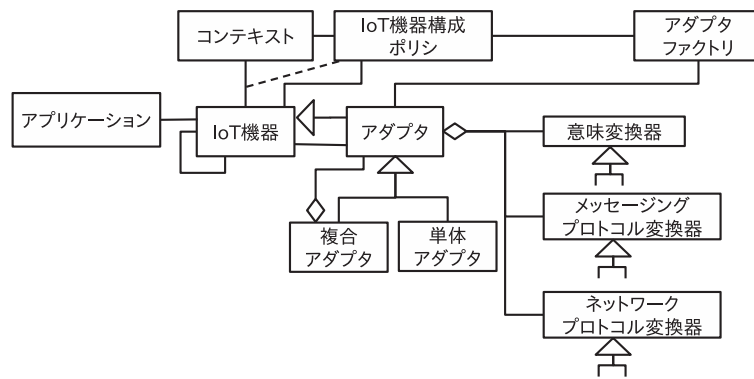 コンテキスト
IoT機器構成
ポリシ
アダプタ
ファクトリ
アプリケーション
IoT機器
アダプタ
意味変換器
メッセージング
プロトコル変換器
複合
アダプタ
単体
アダプタ
ネットワーク
プロトコル変換器